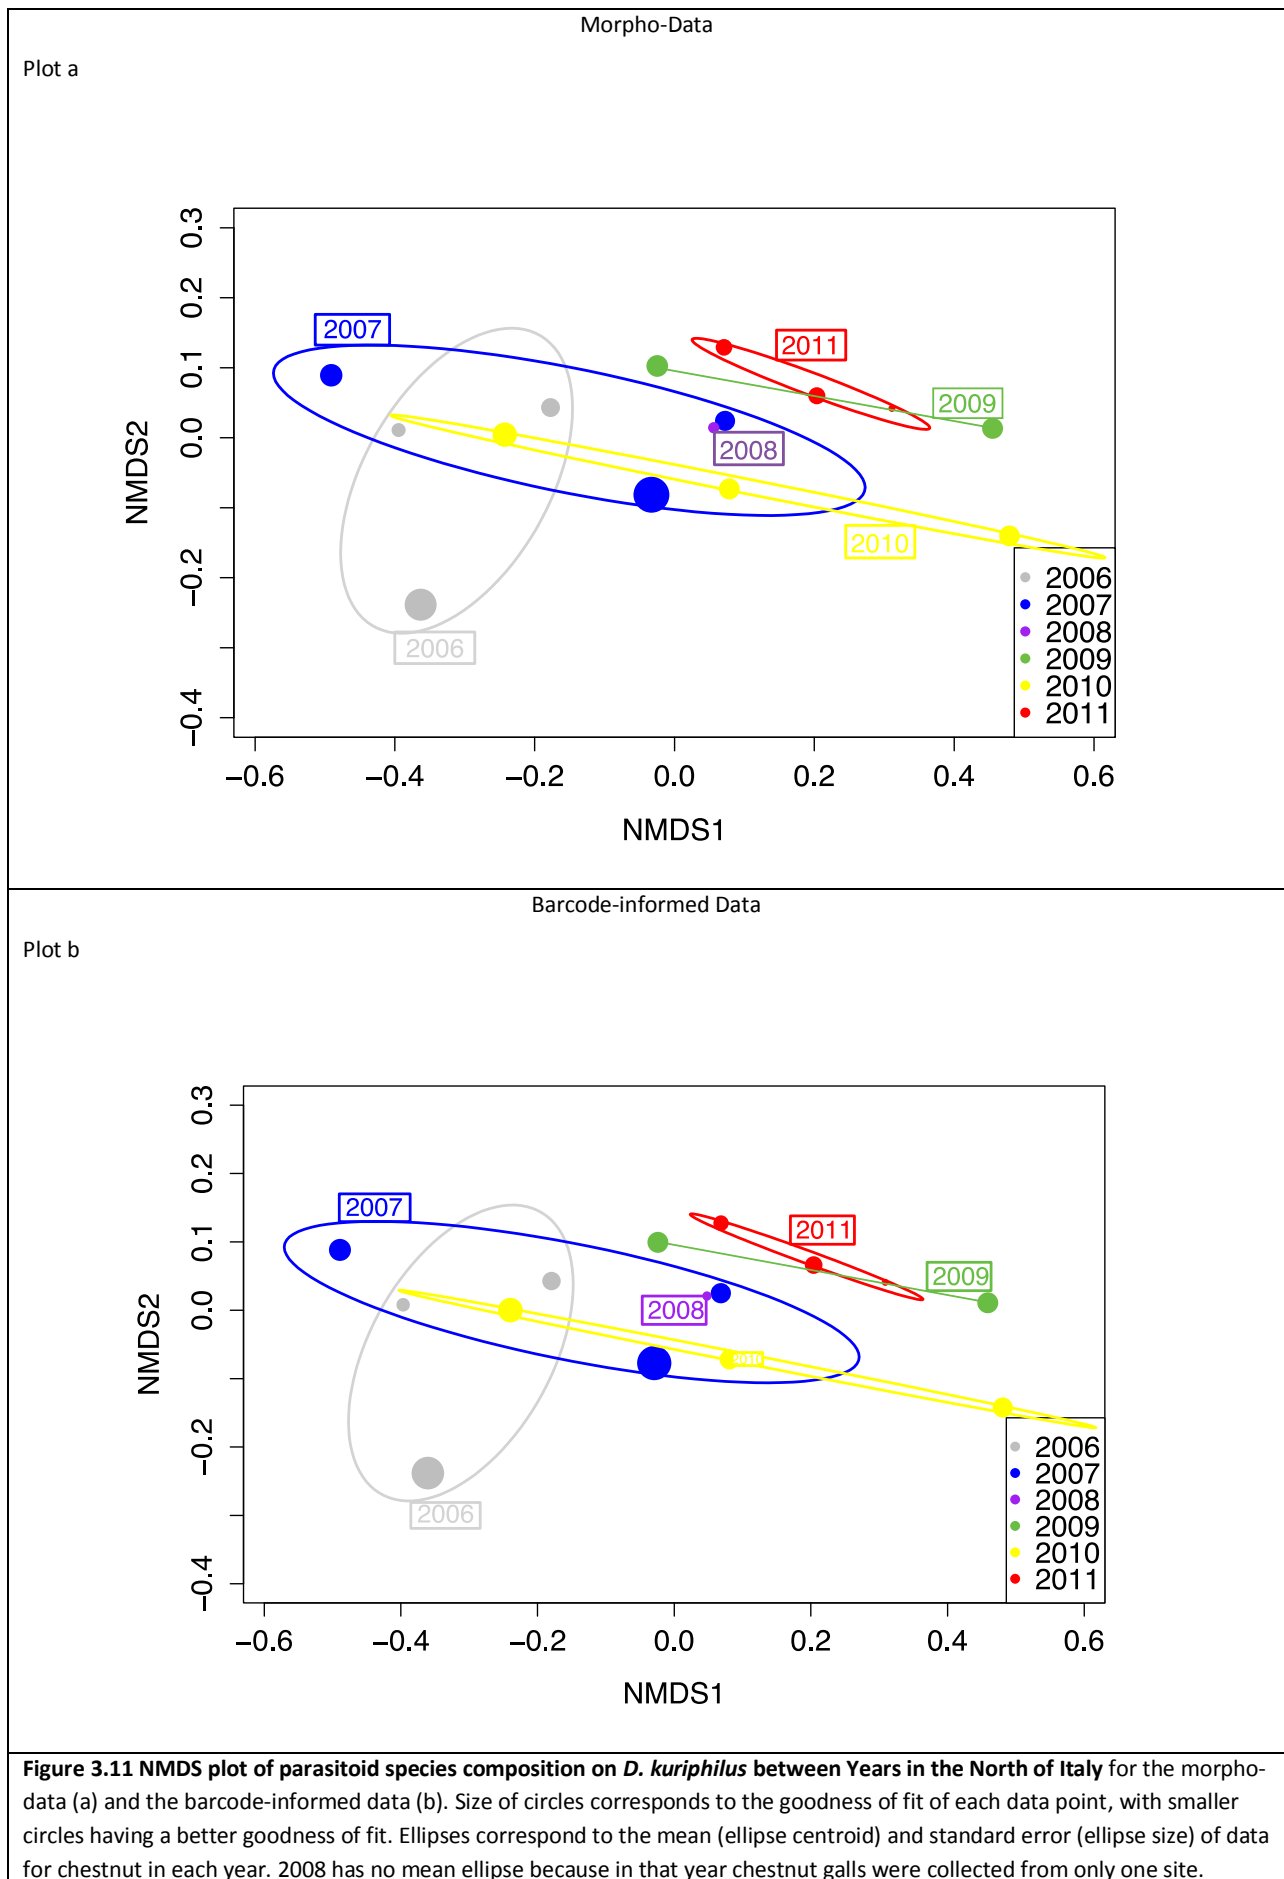 Morpho-Data
Plot a
0.3
0.2
0.1
0.0
−0.2
−0.4
NMDS2
2007
2011
2009
2008
2010
2006
2006
2007
2008
2009
2010
2011
−0.6 −0.4 −0.2 0.0 0.2 0.4 0.6
NMDS1
Barcode-informed Data
Plot b
0.3
0.2
0.1
0.0
−0.2
−0.4
NMDS2
2007
2011
2009
2008
2010
2006
2006
2007
2008
2009
2010
2011
−0.6 −0.4 −0.2 0.0 0.2 0.4 0.6
NMDS1
Figure 3.11 NMDS plot of parasitoid species composition on D. kuriphilus between Years in the North of Italy for the morpho-
data (a) and the barcode-informed data (b). Size of circles corresponds to the goodness of fit of each data point, with smaller
circles having a better goodness of fit. Ellipses correspond to the mean (ellipse centroid) and standard error (ellipse size) of data
for chestnut in each year. 2008 has no mean ellipse because in that year chestnut galls were collected from only one site.